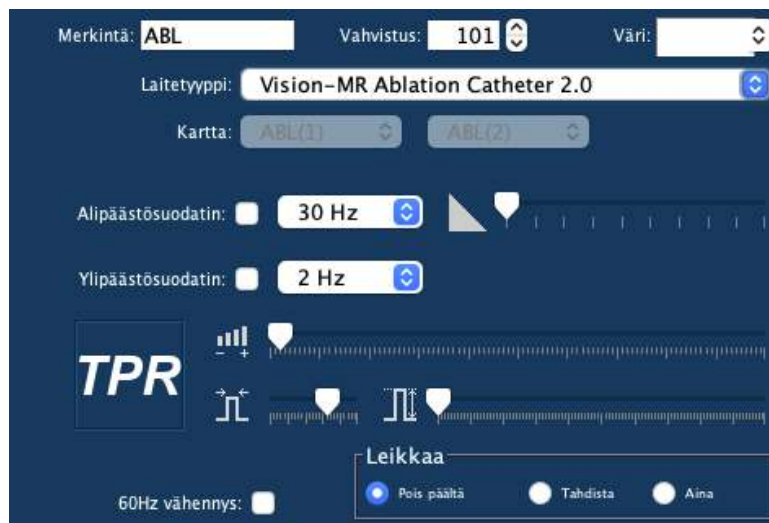 Merkintä: ABL Vahvistus: 101 Väri:
Laitetyyppi: Vision-MR Ablation Catheter 2.0
Kartta: ABL(1) ABL(2)
Alipäästösuodatin: 30 Hz
Ylipäästösuodatin: 2 Hz
- +
TPR
Leikkaa
Pois päältä Tahdista Aina
60Hz vähennys: